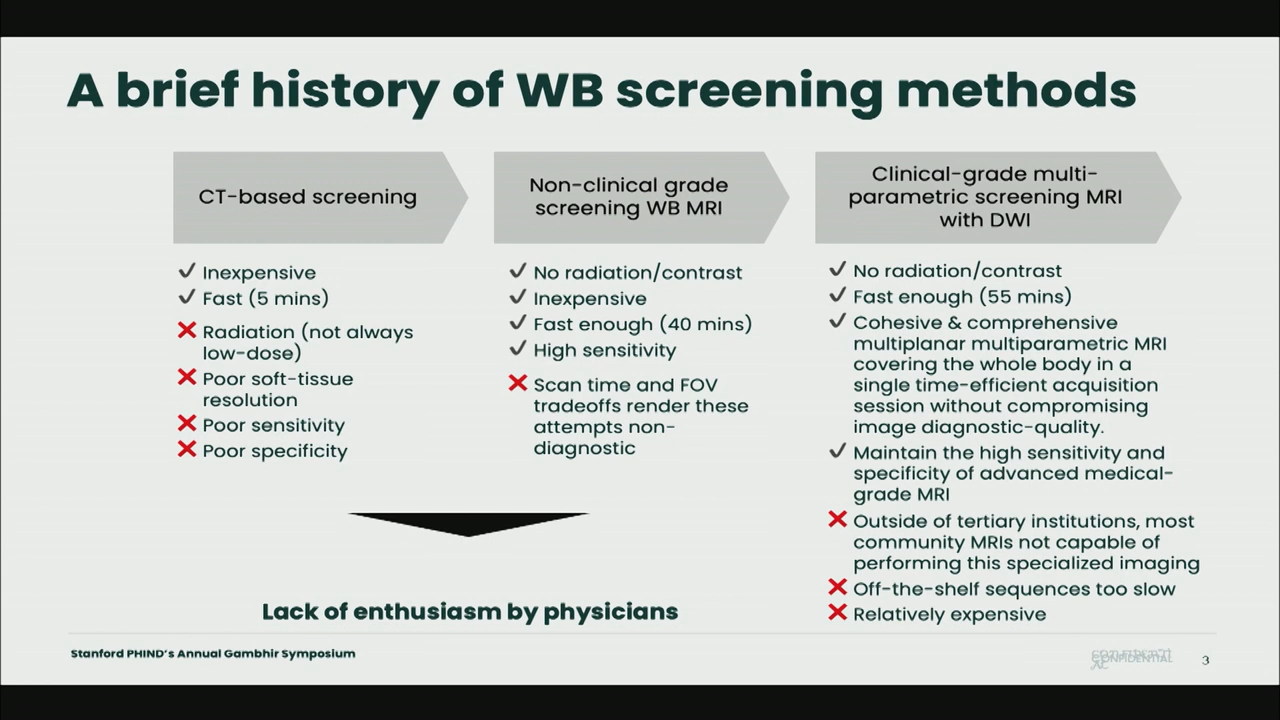 A brief history of WB screening methods
CT-based screening
✓ Inexpensive
✓ Fast (5 mins)
✕ Radiation (not always
low-dose)
✕ Poor soft-tissue
resolution
✕ Poor sensitivity
✕ Poor specificity
Non-clinical grade
screening WB MRI
✓ No radiation/contrast
✓ Inexpensive
✓ Fast enough (40 mins)
✓ High sensitivity
✕ Scan time and FOV
tradeoffs render these
attempts non-
diagnostic
Clinical-grade multi-
parametric screening MRI
with DWI
✓ No radiation/contrast
✓ Fast enough (55 mins)
✓ Cohesive & comprehensive
multiplanar multiparametric MRI
covering the whole body in a
single time-efficient acquisition
session without compromising
image diagnostic-quality.
✓ Maintain the high sensitivity and
specificity of advanced medical-
grade MRI
✕ Outside of tertiary institutions, most
community MRIs not capable of
performing this specialized imaging
✕ Off-the-shelf sequences too slow
✕ Relatively expensive
Lack of enthusiasm by physicians
Stanford PHIND's Annual Gambhir Symposium
CONFIDENTIAL
3